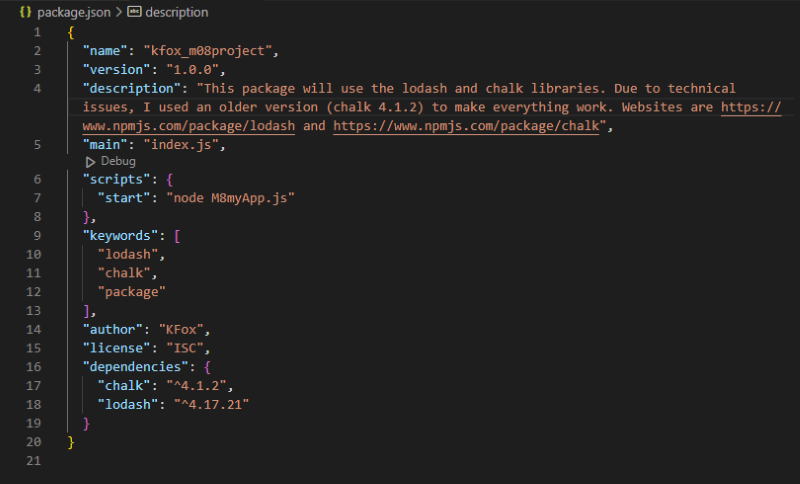 {} package.json > abc description
1 {
2 "name": "kfox_m08project",
3 "version": "1.0.0",
4 "description": "This package will use the lodash and chalk libraries. Due to technical
issues, I used an older version (chalk 4.1.2) to make everything work. Websites are https://
www.npmjs.com/package/lodash and https://www.npmjs.com/package/chalk",
5 "main": "index.js",
Debug
6 "scripts": {
7 "start": "node M8myApp.js"
8 },
9 "keywords": [
10 "lodash",
11 "chalk",
12 "package"
13 ],
14 "author": "KFox",
15 "license": "ISC",
16 "dependencies": {
17 "chalk": "^4.1.2",
18 "lodash": "^4.17.21"
19 }
20 }
21